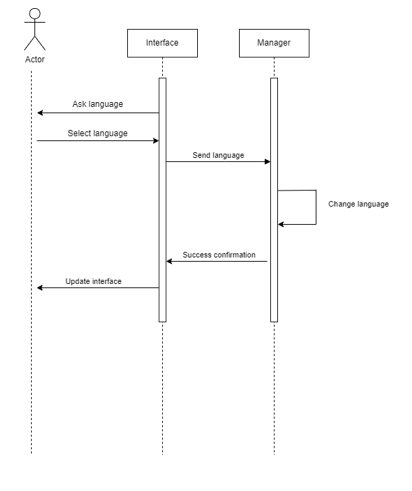 Interface
Manager
Actor
Ask language
Select language
Send language
Change language
Success confirmation
Update interface